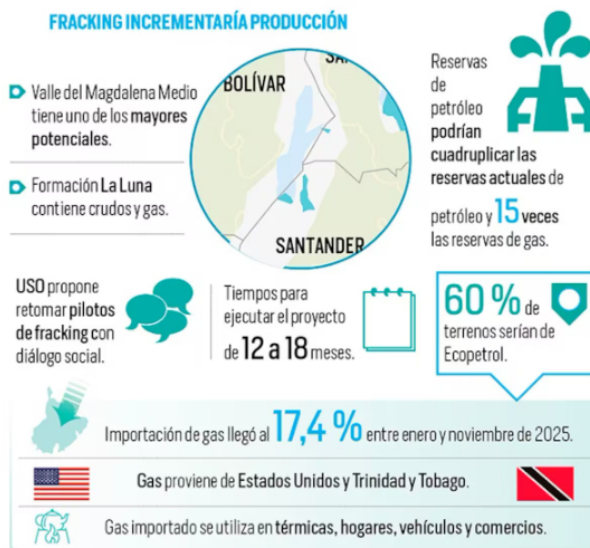 FRACKING INCREMENTARÍA PRODUCCIÓN
Valle del Magdalena Medio
tiene uno de los mayores
potenciales.
Formación La Luna
contiene crudos y gas.
BOLÍVAR
SANTANDER
Reservas
de
petróleo
podrían
cuadruplicar las
reservas actuales de
petróleo y 15 veces
las reservas de gas.
USO propone
retomar pilotos
de fracking con
diálogo social.
Tiempos para
ejecutar el proyecto
de 12 a 18 meses.
60 % de
terrenos serían de
Ecopetrol.
Importación de gas llegó al 17,4 % entre enero y noviembre de 2025.
Gas proviene de Estados Unidos y Trinidad y Tobago.
Gas importado se utiliza en térmicas, hogares, vehículos y comercios.